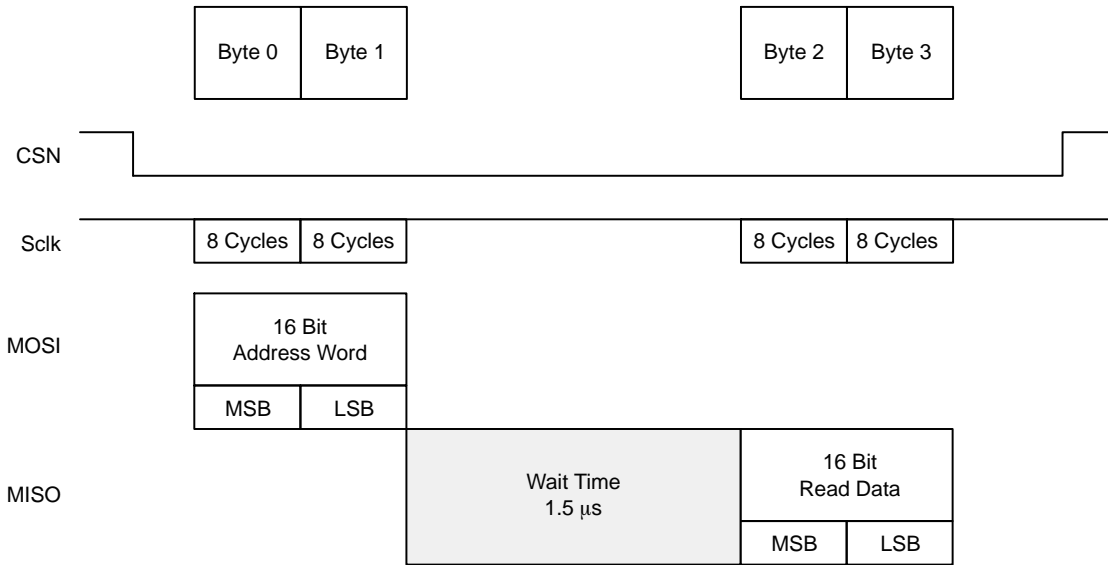 Byte 0 Byte 1 Byte 2 Byte 3
CSN
Sclk 8 Cycles 8 Cycles 8 Cycles 8 Cycles
16 Bit
MOSI Address Word
MSB LSB
Wait Time
1.5 μs
16 Bit
MISO Read Data
MSB LSB